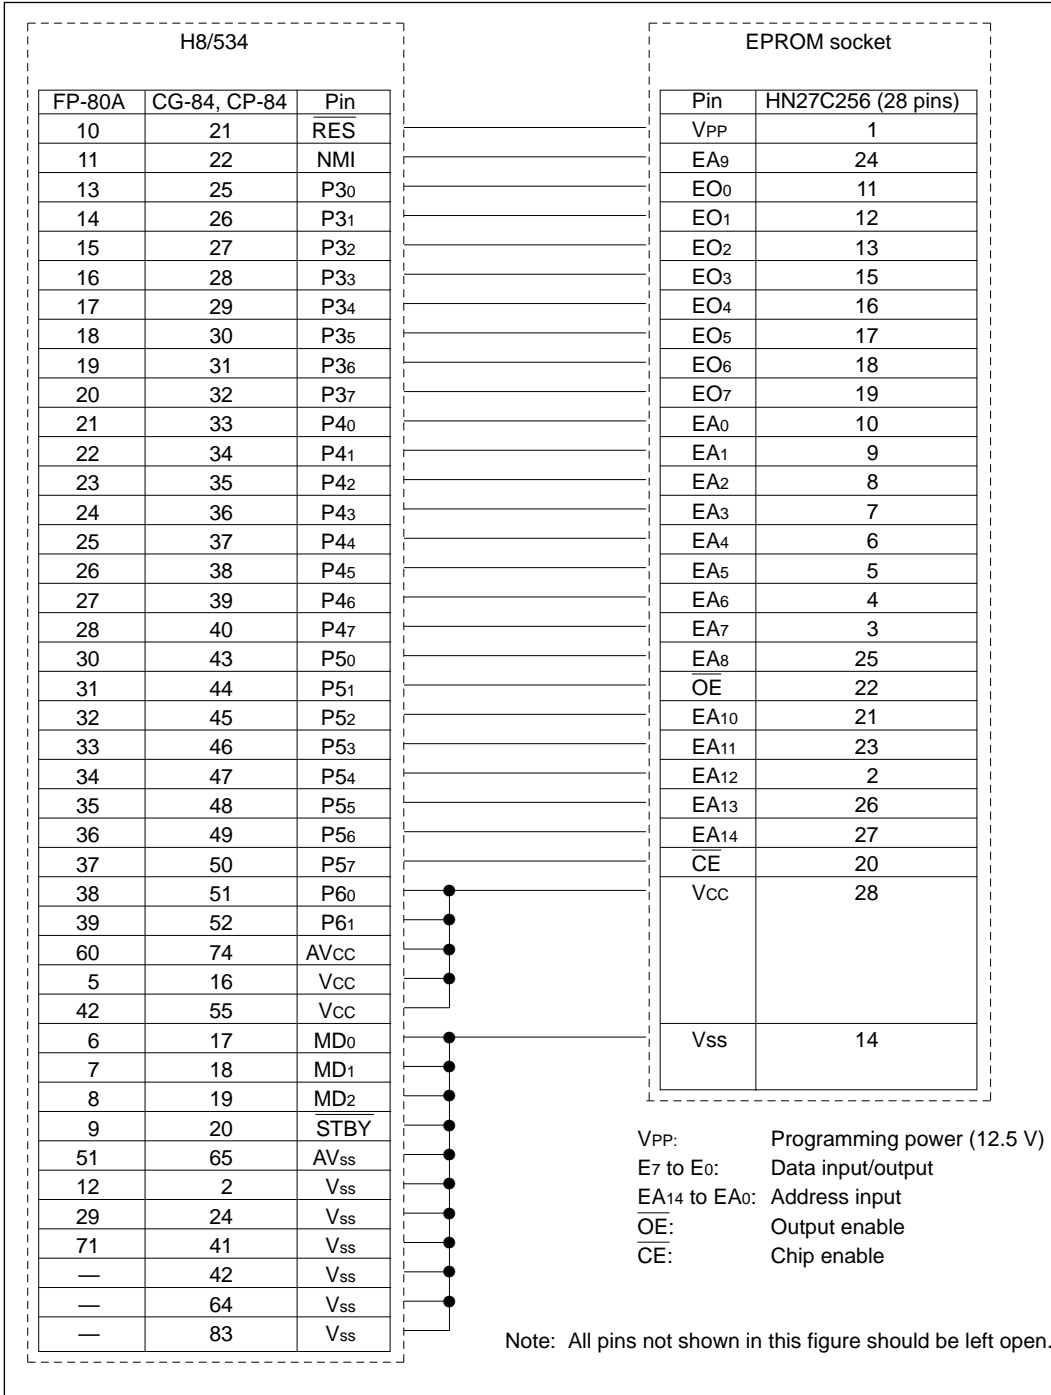 H8/534 EPROM socket
FP-80A CG-84, CP-84 Pin Pin HN27C256 (28 pins)
10 21 RES VPP 1
11 22 NMI EA9 24
13 25 P30 EO0 11
14 26 P31 EO1 12
15 27 P32 EO2 13
16 28 P33 EO3 15
17 29 P34 EO4 16
18 30 P35 EO5 17
19 31 P36 EO6 18
20 32 P37 EO7 19
21 33 P40 EA0 10
22 34 P41 EA1 9
23 35 P42 EA2 8
24 36 P43 EA3 7
25 37 P44 EA4 6
26 38 P45 EA5 5
27 39 P46 EA6 4
28 40 P47 EA7 3
30 43 P50 EA8 25
31 44 P51 OE 22
32 45 P52 EA10 21
33 46 P53 EA11 23
34 47 P54 EA12 2
35 48 P55 EA13 26
36 49 P56 EA14 27
37 50 P57 CE 20
38 51 P60 VCC 28
39 52 P61
60 74 AVCC
5 16 VCC
42 55 VCC
6 17 MD0 Vss 14
7 18 MD1
8 19 MD2
9 20 STBY
51 65 AVss
12 2 Vss
29 24 Vss
71 41 Vss
— 42 Vss
— 64 Vss
— 83 Vss
VPP: Programming power (12.5 V)
E7 to E0: Data input/output
EA14 to EA0: Address input
OE: Output enable
CE: Chip enable
Note: All pins not shown in this figure should be left open.